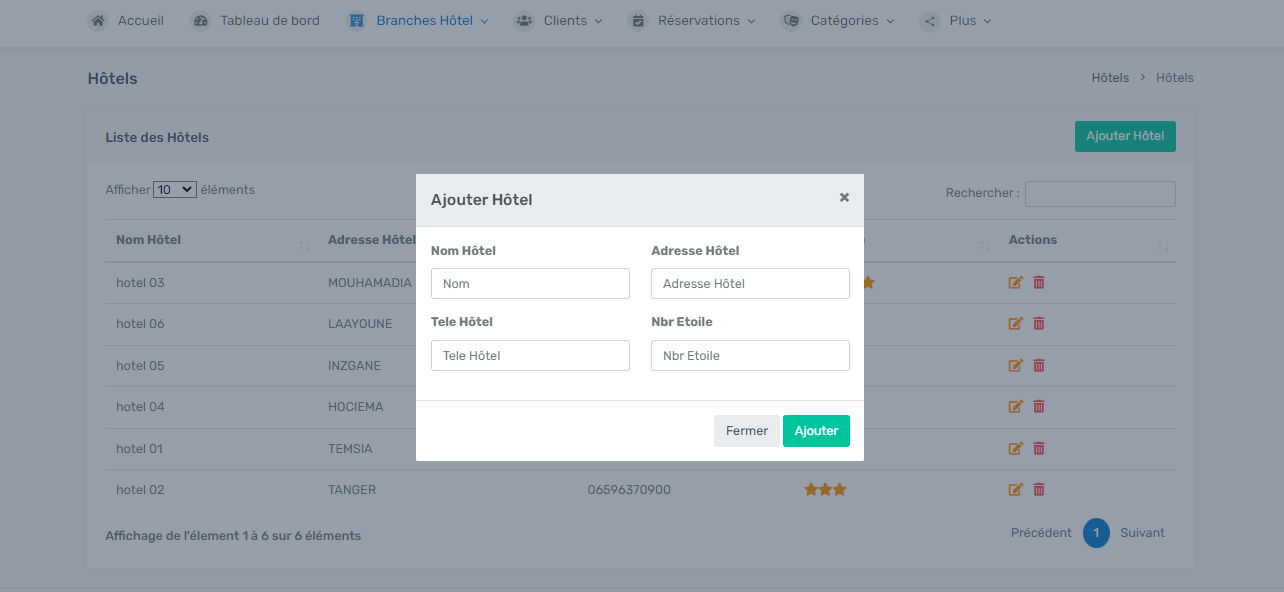 Accueil Tableau de bord Branches Hôtel Clients Réservations Catégories Plus
Hôtels Hôtels Hôtels
Liste des Hôtels Ajouter Hôtel
Afficher 10 éléments Rechercher :
Nom Hôtel Adresse Hôtel Actions
hotel 03 MOUHAMADIA
hotel 06 LAAYOUNE
hotel 05 INZGANE
hotel 04 HOCIEMA
hotel 01 TEMSIA
hotel 02 TANGER 06596370900
Affichage de l'élement 1 à 6 sur 6 éléments Précédent 1 Suivant
Ajouter Hôtel
Nom Hôtel Adresse Hôtel
Nom Adresse Hôtel
Tele Hôtel Nbr Etoile
Tele Hôtel Nbr Etoile
Fermer Ajouter